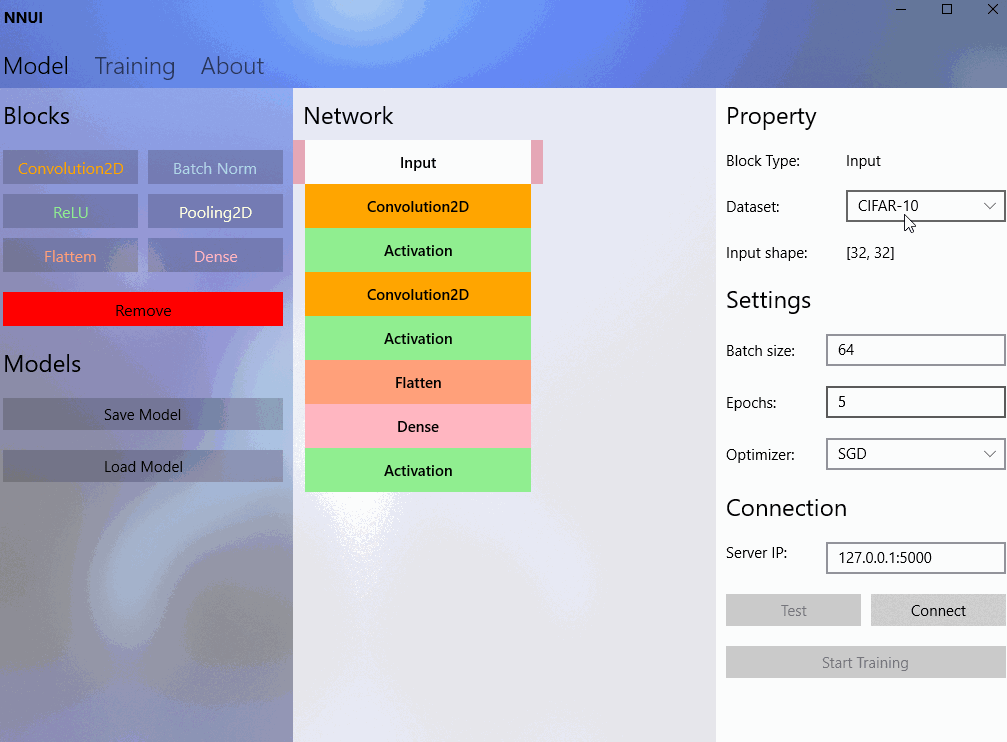 NNUI
Model Training About
Blocks
Convolution2D Batch Norm
ReLU Pooling2D
Flattem Dense
Remove
Models
Save Model
Load Model
Network
Input
Convolution2D
Activation
Convolution2D
Activation
Flatten
Dense
Activation
Property
Block Type: Input
Dataset: CIFAR-10
Input shape: [32, 32]
Settings
Batch size: 64
Epochs: 5
Optimizer: SGD
Connection
Server IP: 127.0.0.1:5000
Test Connect
Start Training